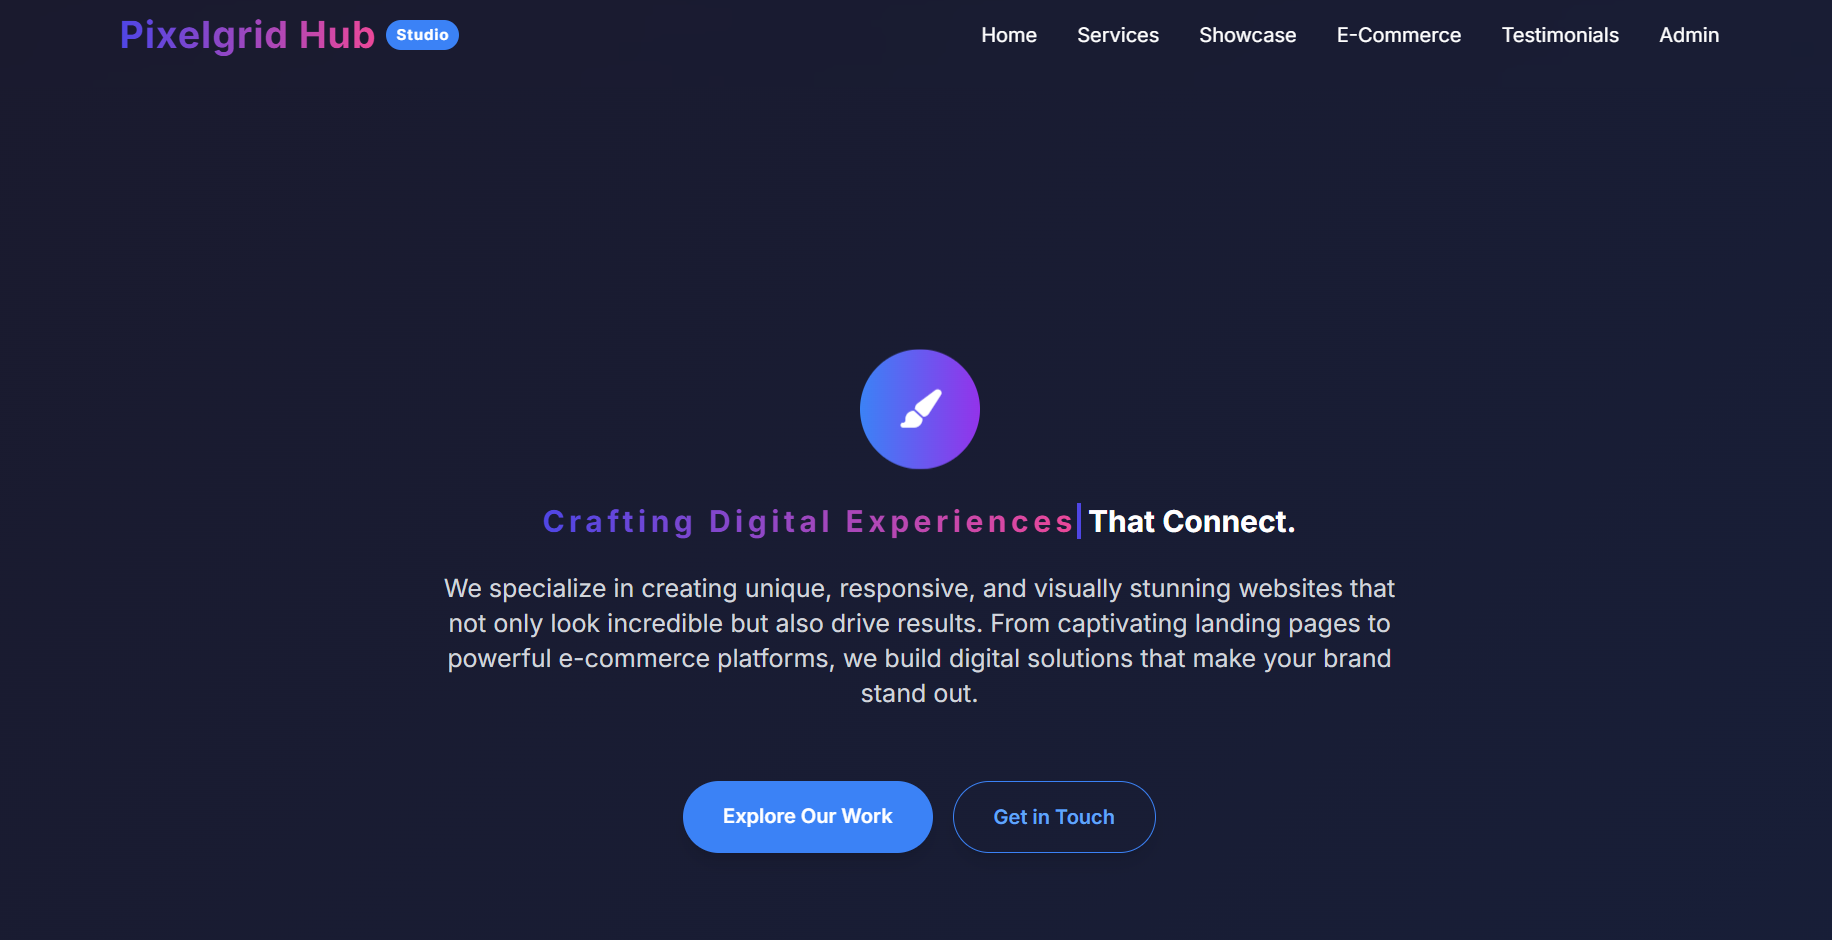 Pixelgrid Hub Studio Home Services Showcase E-Commerce Testimonials Admin
Crafting Digital Experiences That Connect.
We specialize in creating unique, responsive, and visually stunning websites that
not only look incredible but also drive results. From captivating landing pages to
powerful e-commerce platforms, we build digital solutions that make your brand
stand out.
Explore Our Work Get in Touch